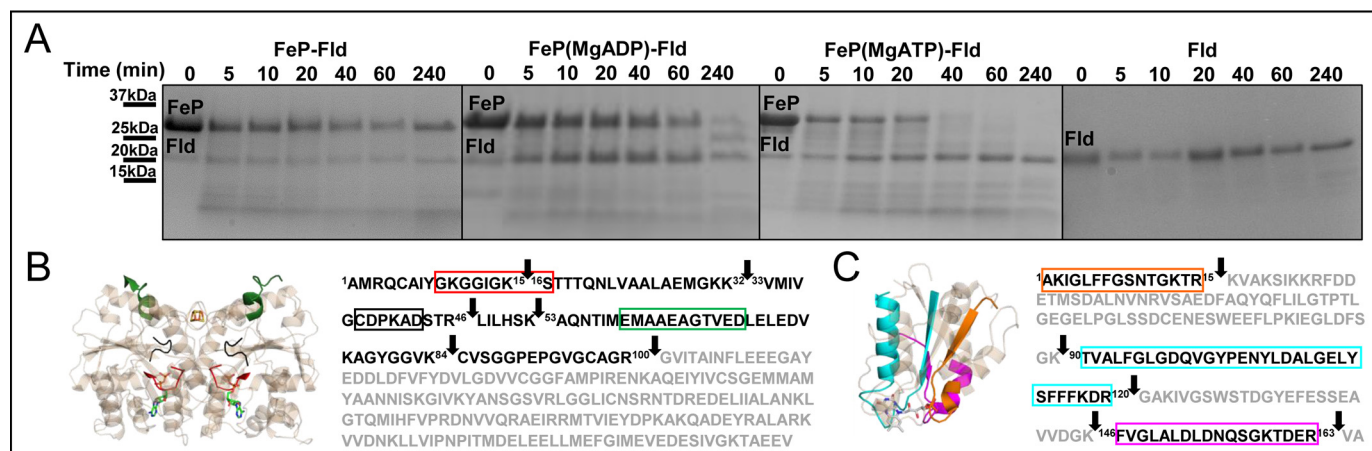 A
FeP-Fld
FeP(MgADP)-Fld
FeP(MgATP)-Fld
Fld
Time (min) 0 5 10 20 40 60 240 0 5 10 20 40 60 240 0 5 10 20 40 60 240 0 5 10 20 40 60 240
37kDa
25kDa
20kDa
15kDa
FeP
Fld
FeP
Fld
FeP
Fld
Fld
B
1AMRQCAIYGKGGIGK15 16STTTQNLVAALAEMGKK32 33VMIV
GCDPKADSTR46 LILHSK 53AQNTIMEMAAEAGTVEDLELEDV
KAGYGGVK84 CVSGGPEPGVGCAGR100 GVITAINFLEEEGAY
EDDLDFVFYDVLGDVVCGGFAMPIRENKAQEIYIVCSGEMMAM
YAANNISKGIVKYANSGSVRLGGLICNSRNTDREDELIIALANKL
GTQMIHFVPRDNVVQRAEIRRMTVIEYDPKAKQADEYRALARK
VVDNKLLVIPNPITMDELEELLMEFGIMEVEDESIVGKTAEEV
C
1AKIGLFFGSNTGKTR15 KVAKSIKKRFDD
ETMSDALNVNRVSAEDFAQYQFLILGTPTL
GEGELPGLSSDCENESWEEFLPKIEGLDFS
GK 90TVALFGLGDQVGYPENYLDALGELY
SFFFKDR120 GAKIVGSWSTDGYEFESSEA
VVDGK 146FVGLALDLDNQSGKTDER163 VA